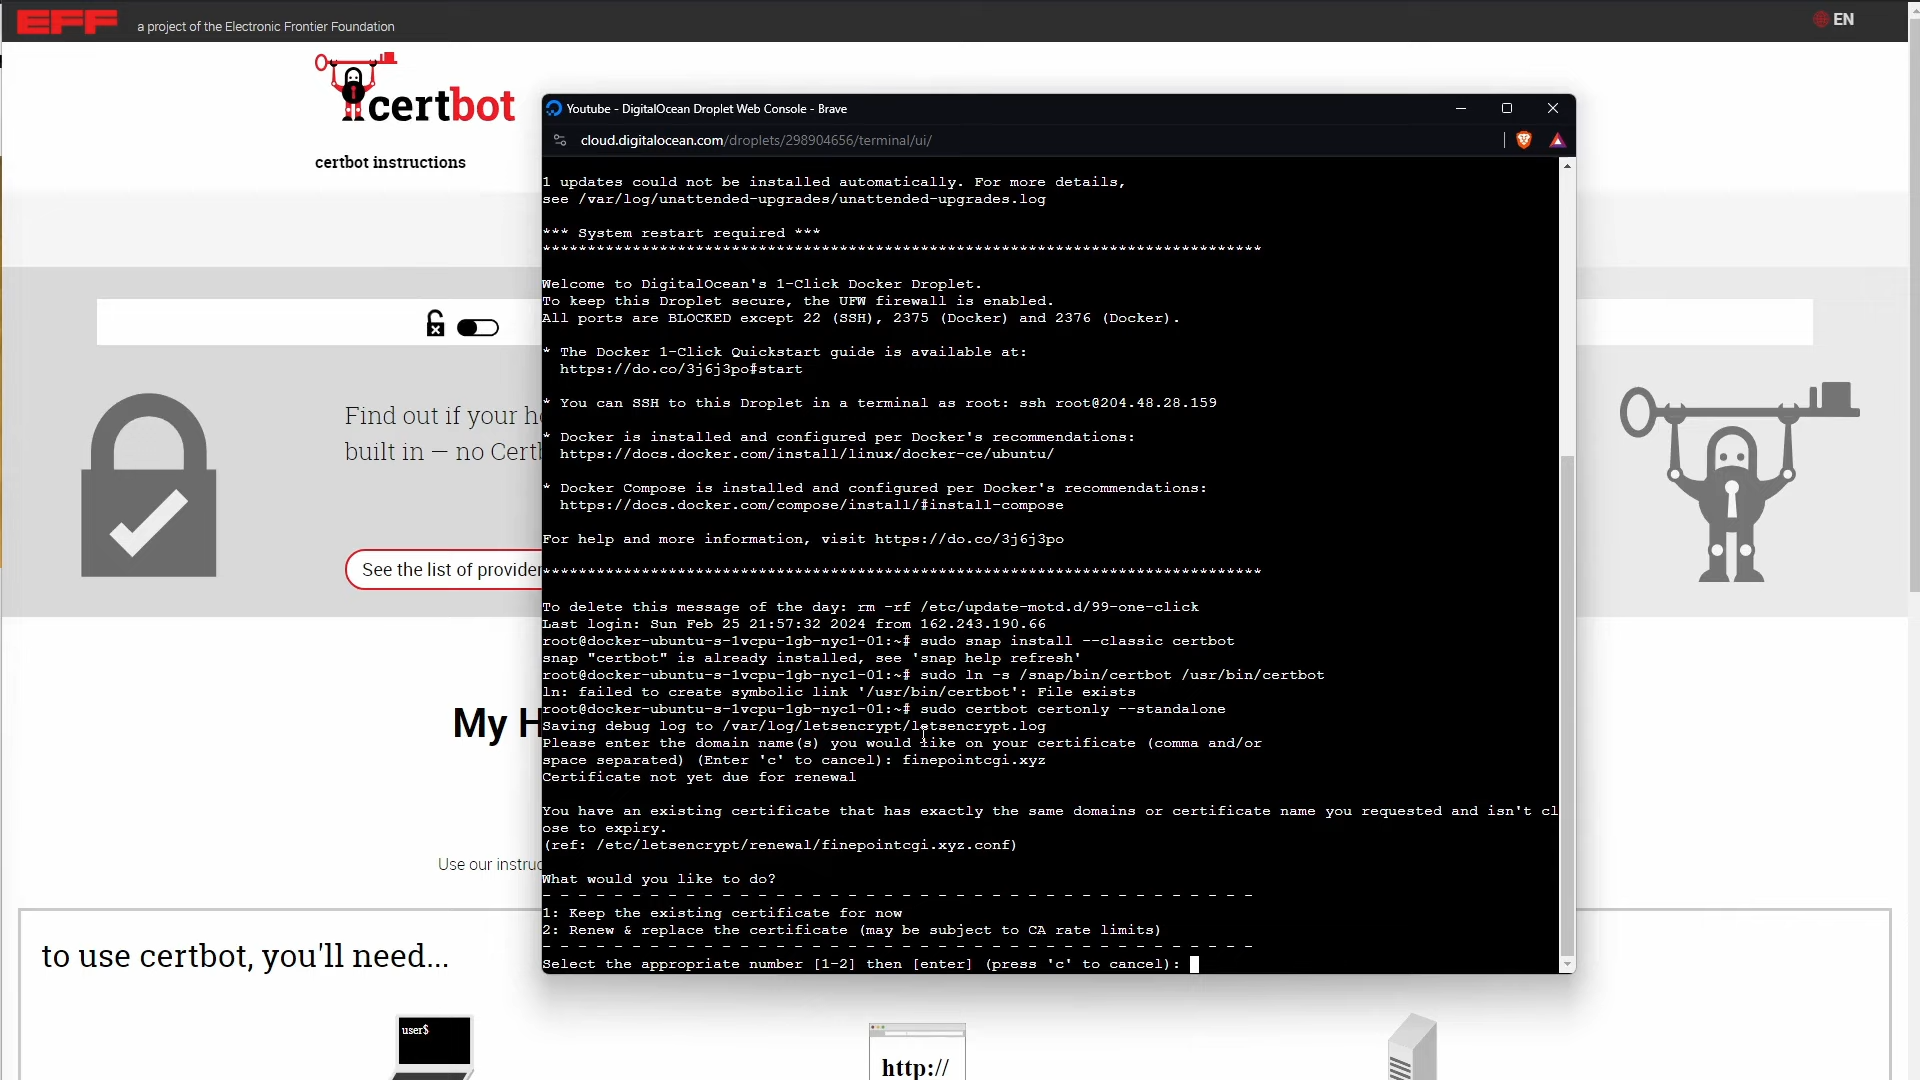 EFF a project of the Electronic Frontier Foundation
EN
certbot
certbot instructions
Youtube - DigitalOcean Droplet Web Console - Brave
cloud.digitalocean.com/droplets/298904656/terminal/ui/
1 updates could not be installed automatically. For more details,
see /var/log/unattended-upgrades/unattended-upgrades.log
*** System restart required ***
********************************************************************************
Welcome to DigitalOcean's 1-Click Docker Droplet.
To keep this Droplet secure, the UFW firewall is enabled.
All ports are BLOCKED except 22 (SSH), 2375 (Docker) and 2376 (Docker).
* The Docker 1-Click Quickstart guide is available at:
https://do.co/3j6j3po#start
* You can SSH to this Droplet in a terminal as root: ssh root@204.48.28.159
* Docker is installed and configured per Docker's recommendations:
https://docs.docker.com/install/linux/docker-ce/ubuntu/
* Docker Compose is installed and configured per Docker's recommendations:
https://docs.docker.com/compose/install/#install-compose
For help and more information, visit https://do.co/3j6j3po
********************************************************************************
To delete this message of the day: rm -rf /etc/update-motd.d/99-one-click
Last login: Sun Feb 25 21:57:32 2024 from 162.243.190.66
root@docker-ubuntu-s-1vcpu-1gb-nyc1-01:~# sudo snap install --classic certbot
snap "certbot" is already installed, see 'snap help refresh'
root@docker-ubuntu-s-1vcpu-1gb-nyc1-01:~# sudo ln -s /snap/bin/certbot /usr/bin/certbot
ln: failed to create symbolic link '/usr/bin/certbot': File exists
root@docker-ubuntu-s-1vcpu-1gb-nyc1-01:~# sudo certbot certonly --standalone
Saving debug log to /var/log/letsencrypt/letsencrypt.log
Please enter the domain name(s) you would like on your certificate (comma and/or
space separated) (Enter 'c' to cancel): finepointcgi.xyz
Certificate not yet due for renewal
You have an existing certificate that has exactly the same domains or certificate name you requested and isn't cl
ose to expiry.
(ref: /etc/letsencrypt/renewal/finepointcgi.xyz.conf)
What would you like to do?
- - - - - - - - - - - - - - - - - - - - - - - - - - - - - - - - - - - - - - - -
1: Keep the existing certificate for now
2: Renew & replace the certificate (may be subject to CA rate limits)
- - - - - - - - - - - - - - - - - - - - - - - - - - - - - - - - - - - - - - - -
Select the appropriate number [1-2] then [enter] (press 'c' to cancel):
Find out if your h
built in — no Cert
See the list of provider
My H
Use our instruc
to use certbot, you'll need...
user$
http://